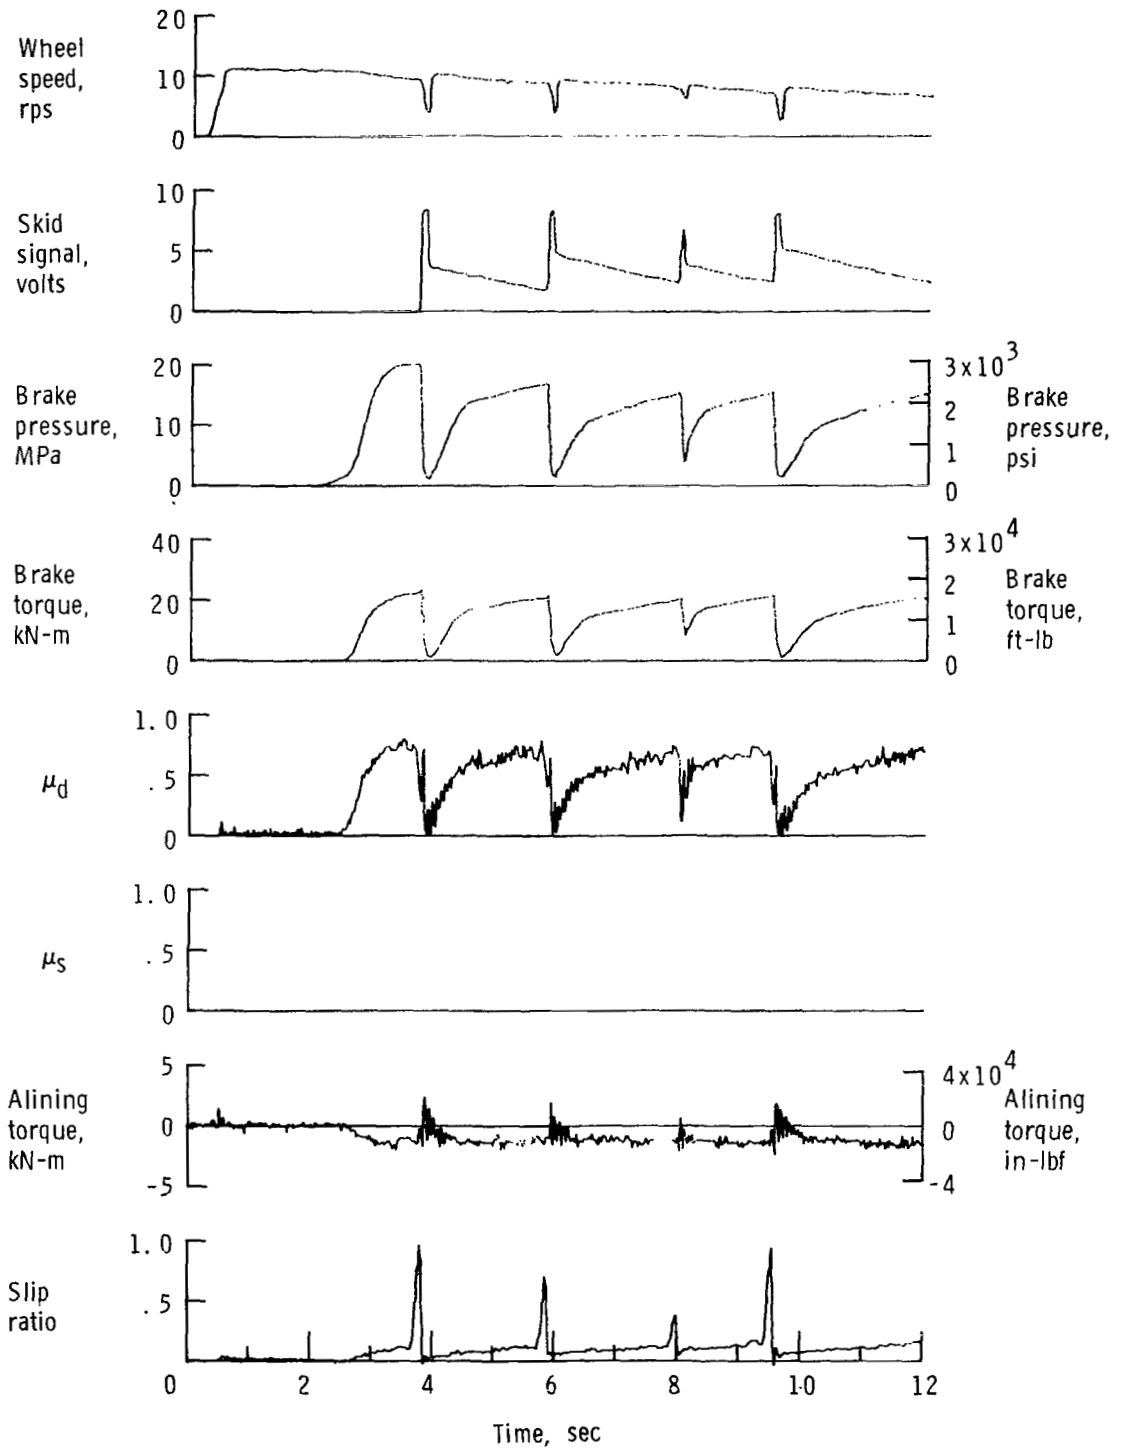 20
Wheel
speed,
rps
10
0
10
Skid
signal,
volts
5
0
20
Brake
pressure,
MPa
10
0
3x10^3
2
1
0
Brake
pressure,
psi
40
Brake
torque,
kN-m
20
0
3x10^4
2
1
0
Brake
torque,
ft-lb
1.0
μd
.5
0
1.0
μs
.5
0
5
Alining
torque,
kN-m
0
-5
4x10^4
0
-4
Alining
torque,
in-lbf
1.0
Slip
ratio
.5
0 2 4 6 8 10 12
Time, sec